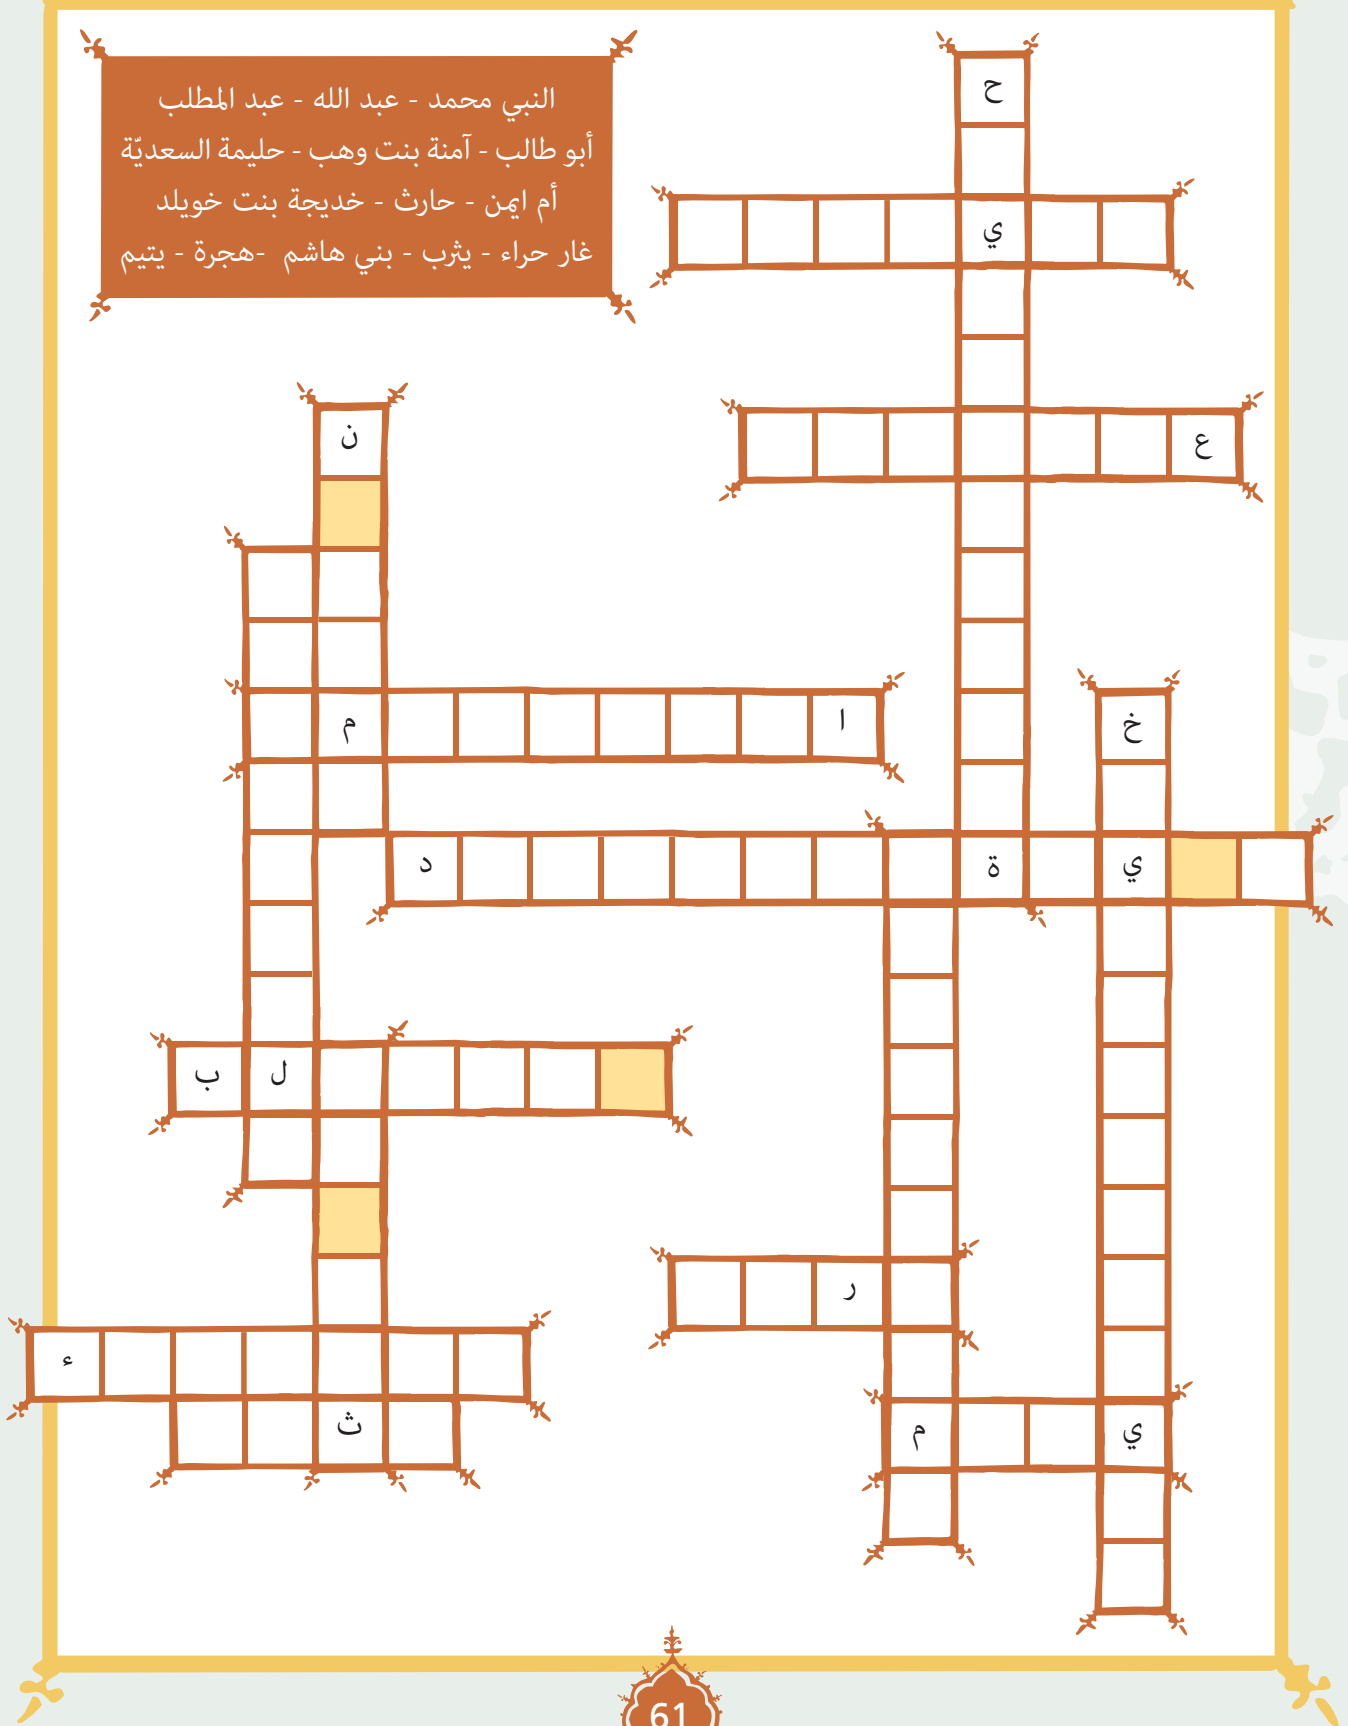 النبي محمد - عبد الله - عبد المطلب
أبو طالب - آمنة بنت وهب - حليمة السعديّة
أم ايمن - حارث - خديجة بنت خويلد
غار حراء - يثرب - بني هاشم -هجرة - يتيم
ح
ي
ن
ع
م
ا
خ
د
ة
ي
ب
ل
ر
ء
ث
م
ي
61